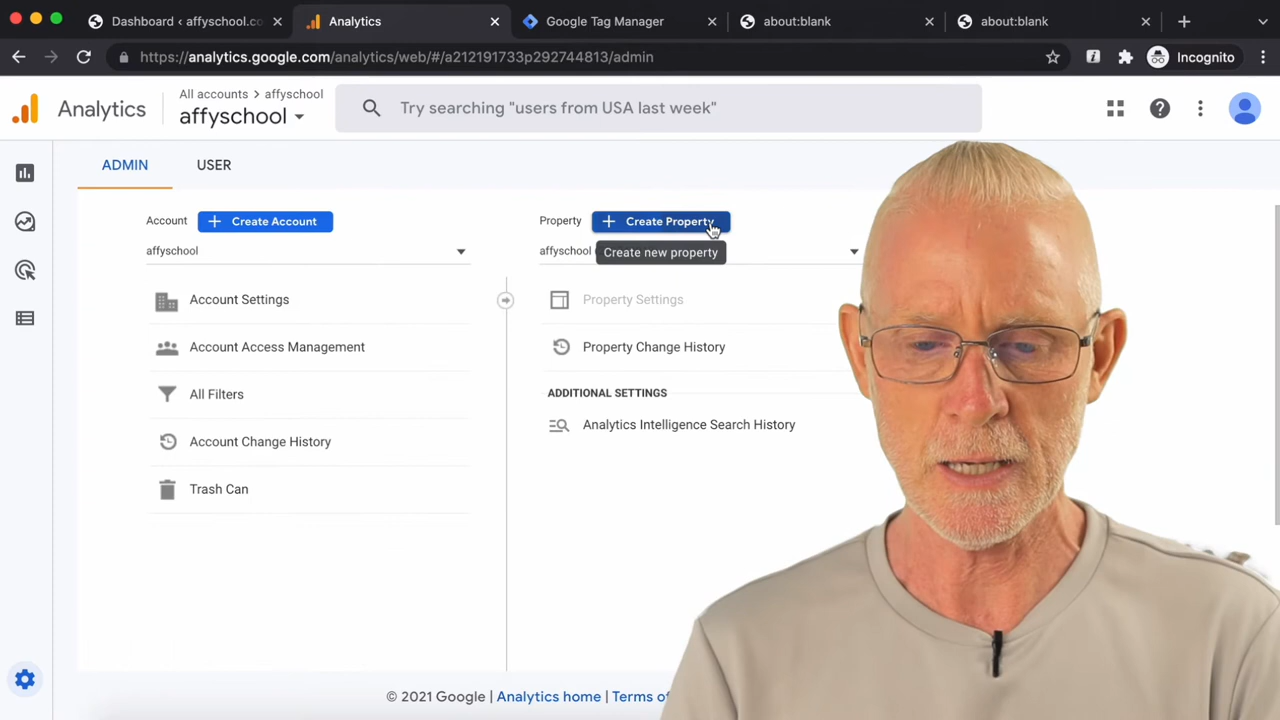 Dashboard ‹ affyschool.co
Analytics
Google Tag Manager
about:blank
about:blank
https://analytics.google.com/analytics/web/#/a212191733p292744813/admin
Incognito
Analytics
All accounts > affyschool
affyschool
Try searching "users from USA last week"
ADMIN
USER
Account
+ Create Account
Property
+ Create Property
affyschool
affyschool
Create new property
Account Settings
Property Settings
Account Access Management
Property Change History
All Filters
ADDITIONAL SETTINGS
Analytics Intelligence Search History
Account Change History
Trash Can
© 2021 Google | Analytics home | Terms of